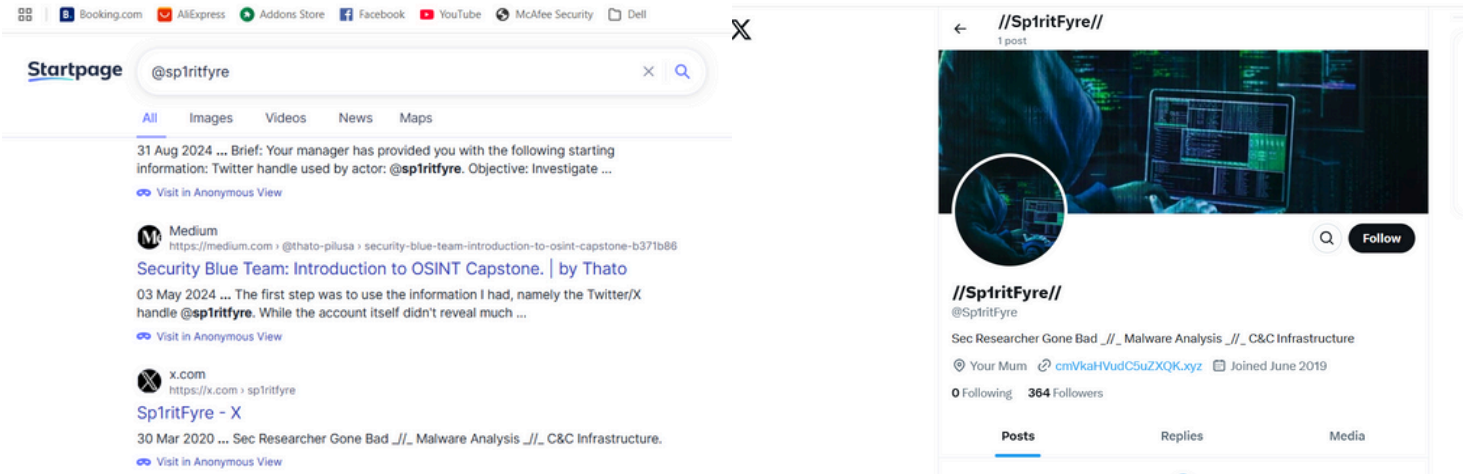 Booking.com AliExpress Addons Store Facebook YouTube McAfee Security Dell
Startpage @sp1ritfyre
All Images Videos News Maps
31 Aug 2024 ... Brief: Your manager has provided you with the following starting
information: Twitter handle used by actor: @sp1ritfyre. Objective: Investigate ...
Visit in Anonymous View
Medium
https://medium.com › @thato-pilusa › security-blue-team-introduction-to-osint-capstone-b371b86
Security Blue Team: Introduction to OSINT Capstone. | by Thato
03 May 2024 ... The first step was to use the information I had, namely the Twitter/X
handle @sp1ritfyre. While the account itself didn't reveal much ...
Visit in Anonymous View
x.com
https://x.com › sp1ritfyre
Sp1ritFyre - X
30 Mar 2020 ... Sec Researcher Gone Bad _//_ Malware Analysis _//_ C&C Infrastructure.
Visit in Anonymous View
//Sp1ritFyre//
1 post
Follow
//Sp1ritFyre//
@Sp1ritFyre
Sec Researcher Gone Bad _//_ Malware Analysis _//_ C&C Infrastructure
Your Mum cmVkaHVudC5uZXQK.xyz Joined June 2019
0 Following 364 Followers
Posts Replies Media